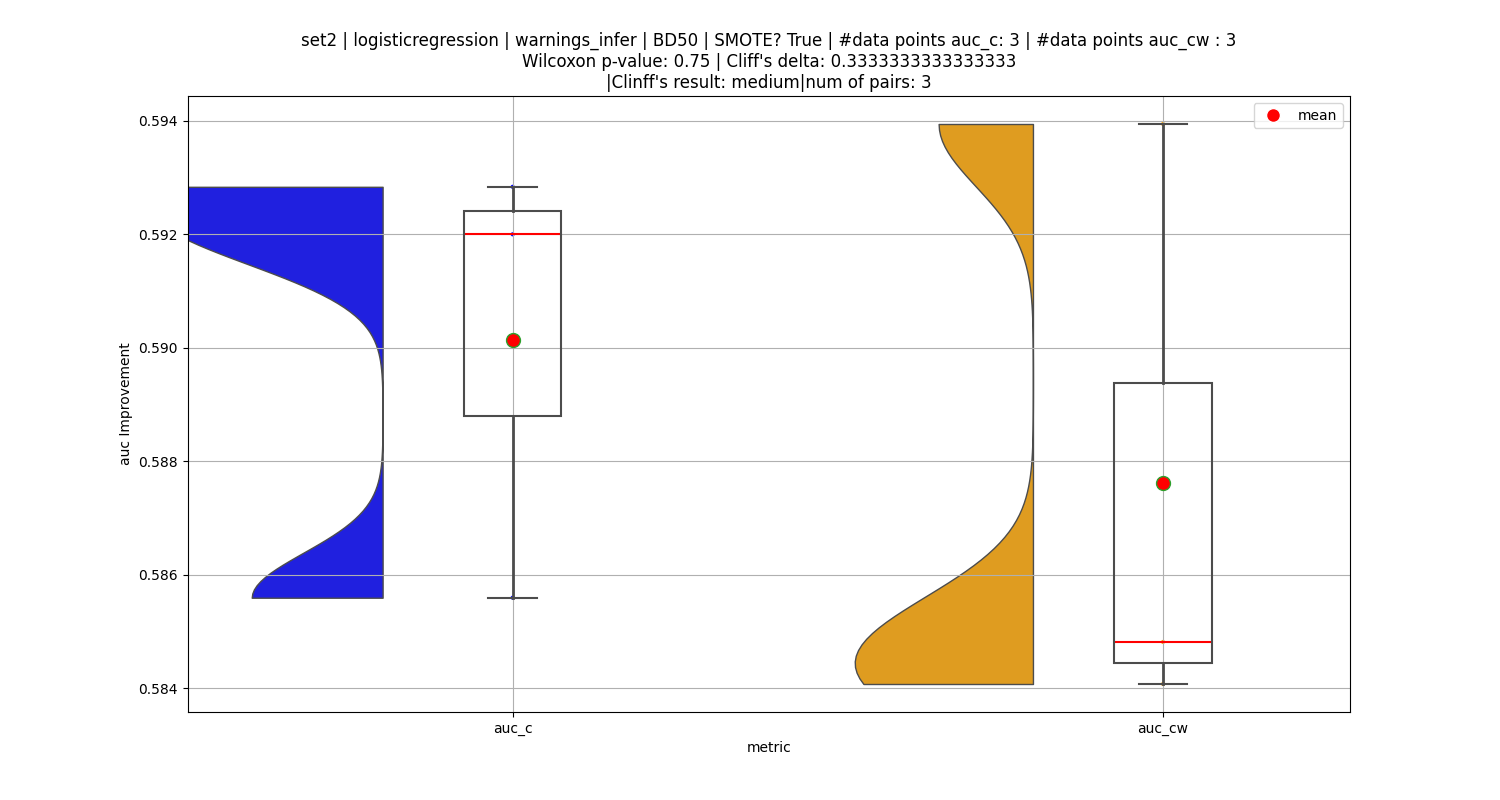 set2 | logisticregression | warnings_infer | BD50 | SMOTE? True | #data points auc_c: 3 | #data points auc_cw : 3
Wilcoxon p-value: 0.75 | Cliff's delta: 0.3333333333333333
|Clinff's result: medium|num of pairs: 3
mean
0.594
0.592
0.590
0.588
0.586
0.584
auc Improvement
auc_c
auc_cw
metric